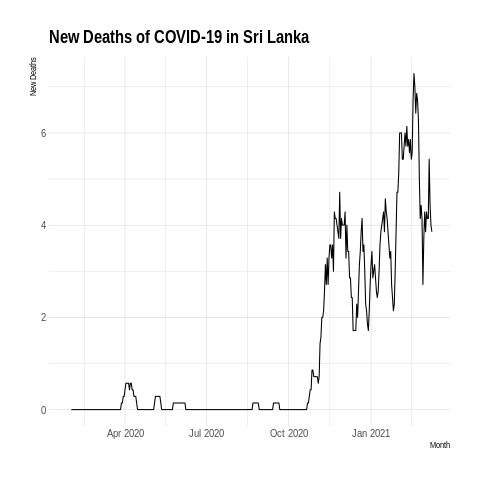 New Deaths of COVID-19 in Sri Lanka
New Deaths
6
4
2
0
Apr 2020 Jul 2020 Oct 2020 Jan 2021
Month